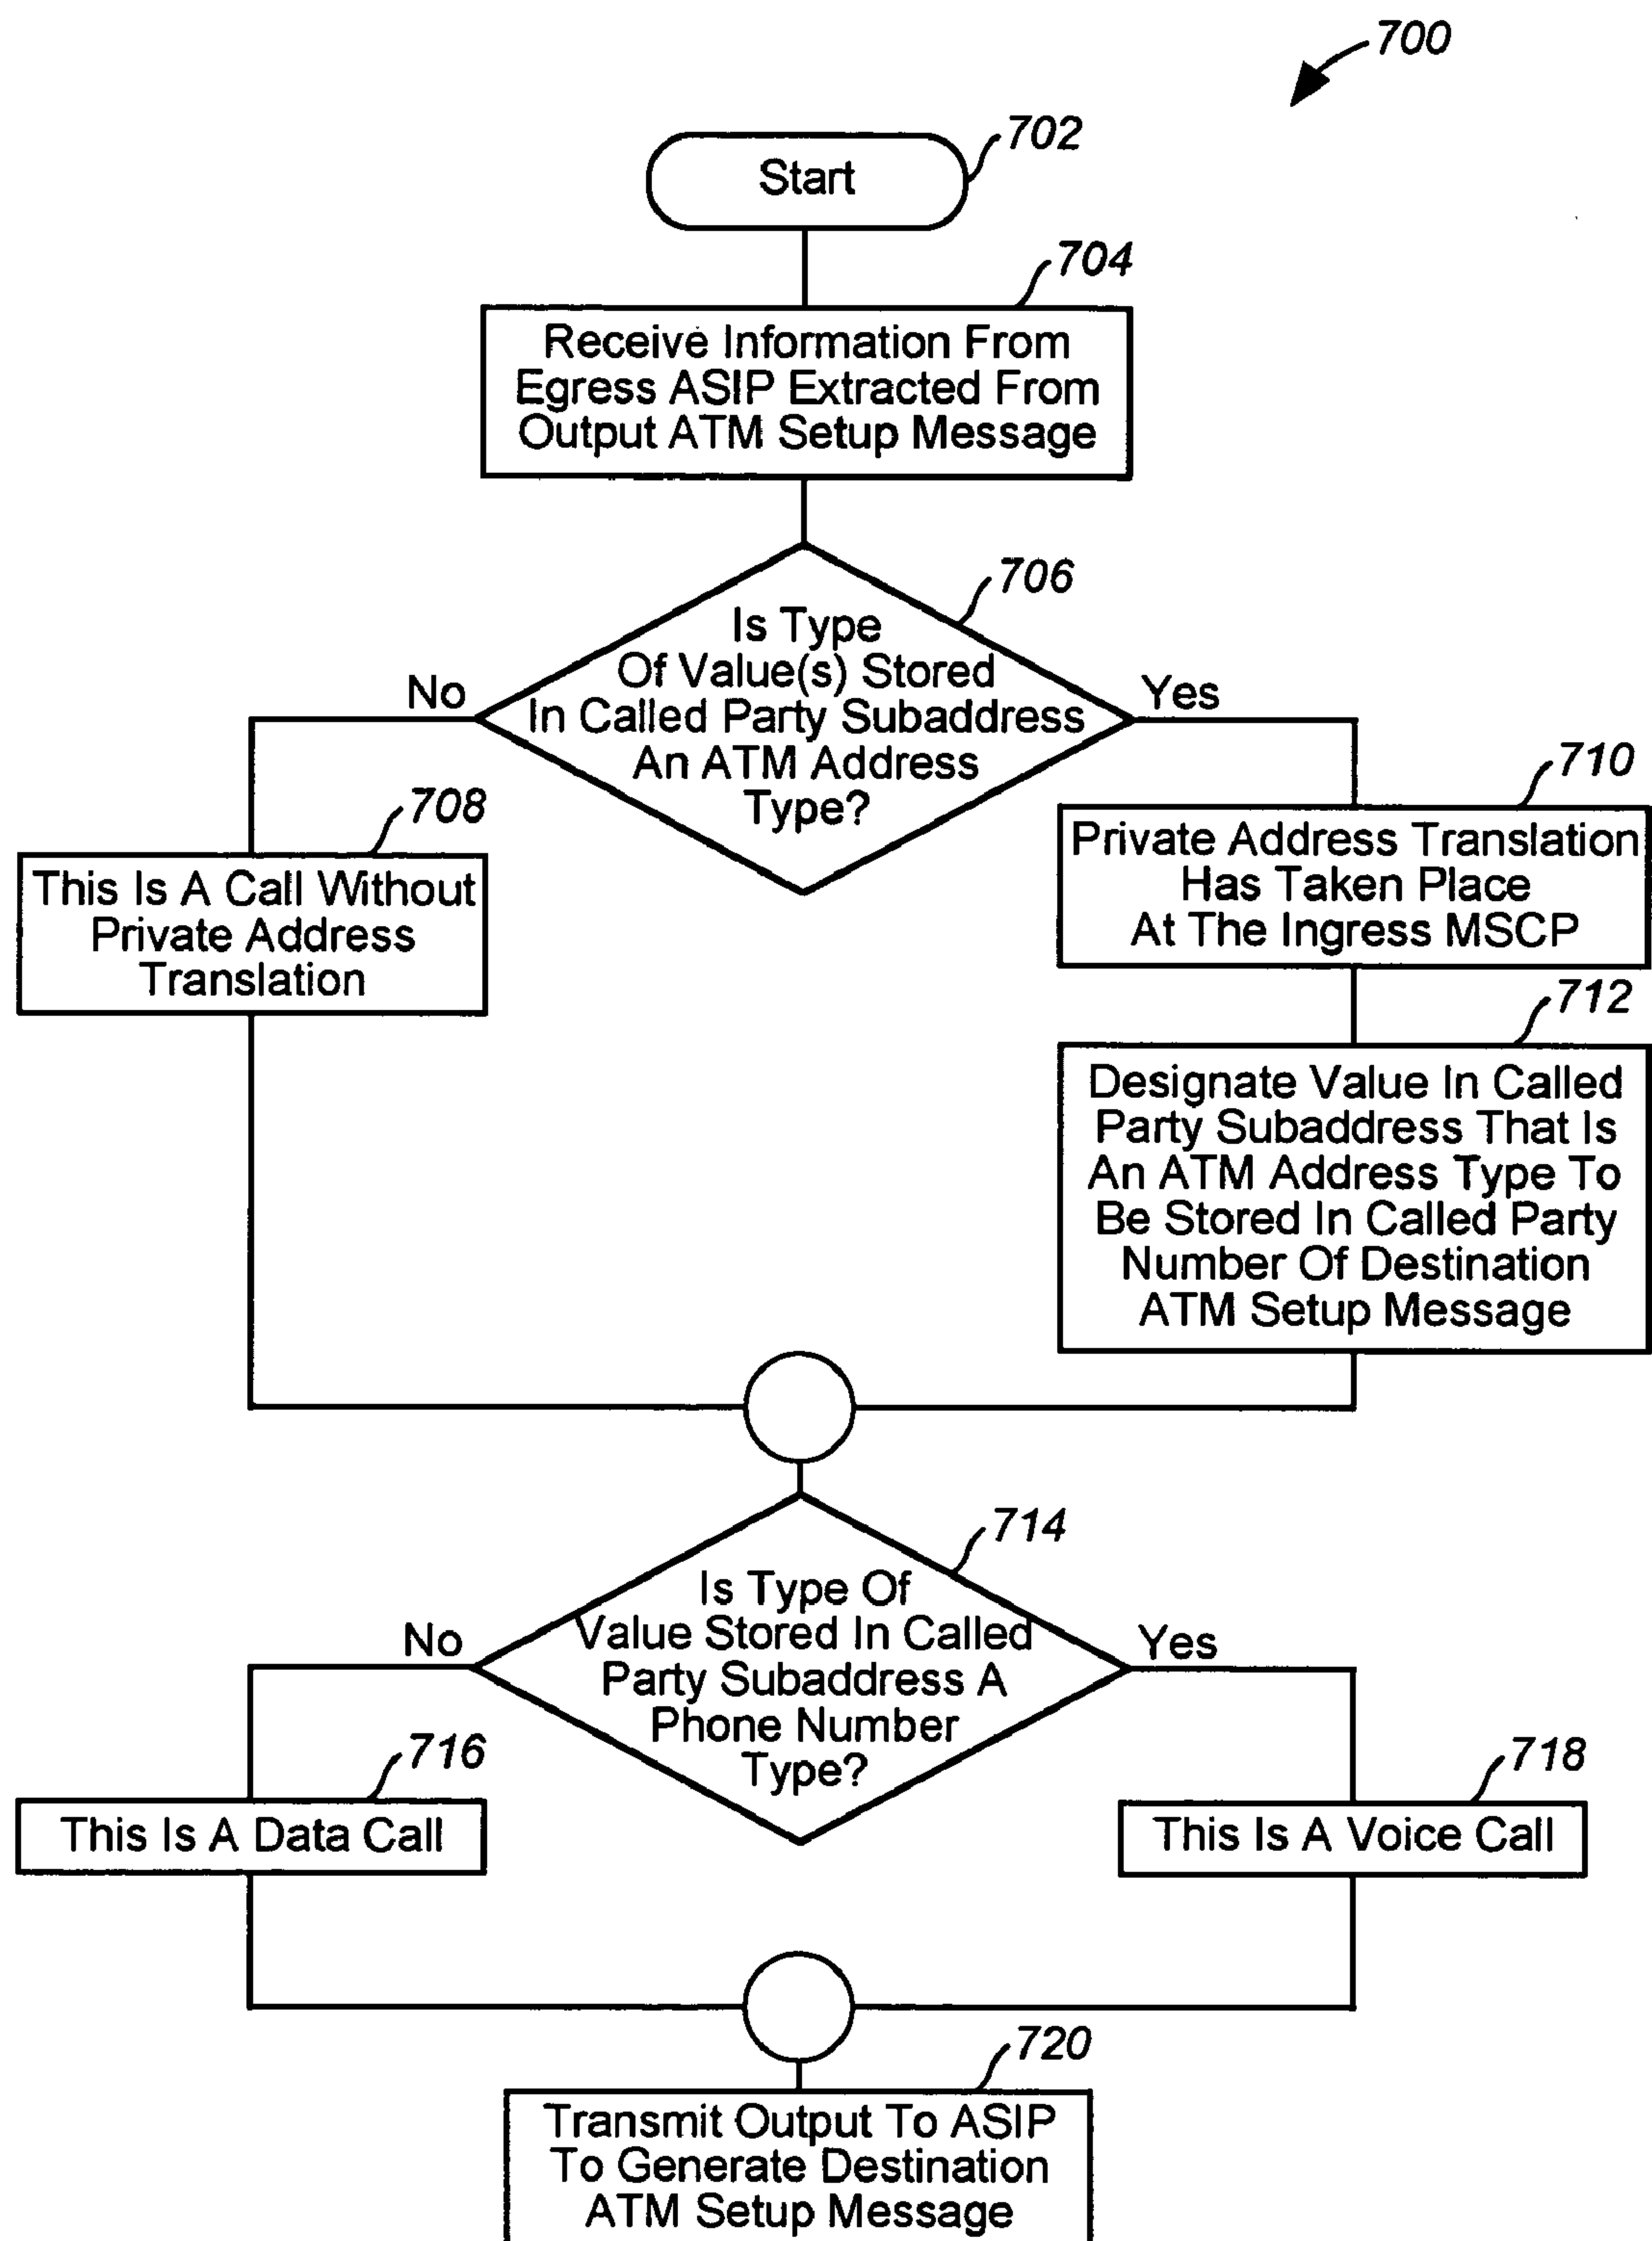 700
702
Start
704
Receive Information From
Egress ASIP Extracted From
Output ATM Setup Message
706
Is Type
Of Value(s) Stored
In Called Party Subaddress
An ATM Address
Type?
No
Yes
708
This Is A Call Without
Private Address
Translation
710
Private Address Translation
Has Taken Place
At The Ingress MSCP
712
Designate Value In Called
Party Subaddress That Is
An ATM Address Type To
Be Stored In Called Party
Number Of Destination
ATM Setup Message
714
Is Type Of
Value Stored In Called
Party Subaddress A
Phone Number
Type?
No
Yes
716
This Is A Data Call
718
This Is A Voice Call
720
Transmit Output To ASIP
To Generate Destination
ATM Setup Message